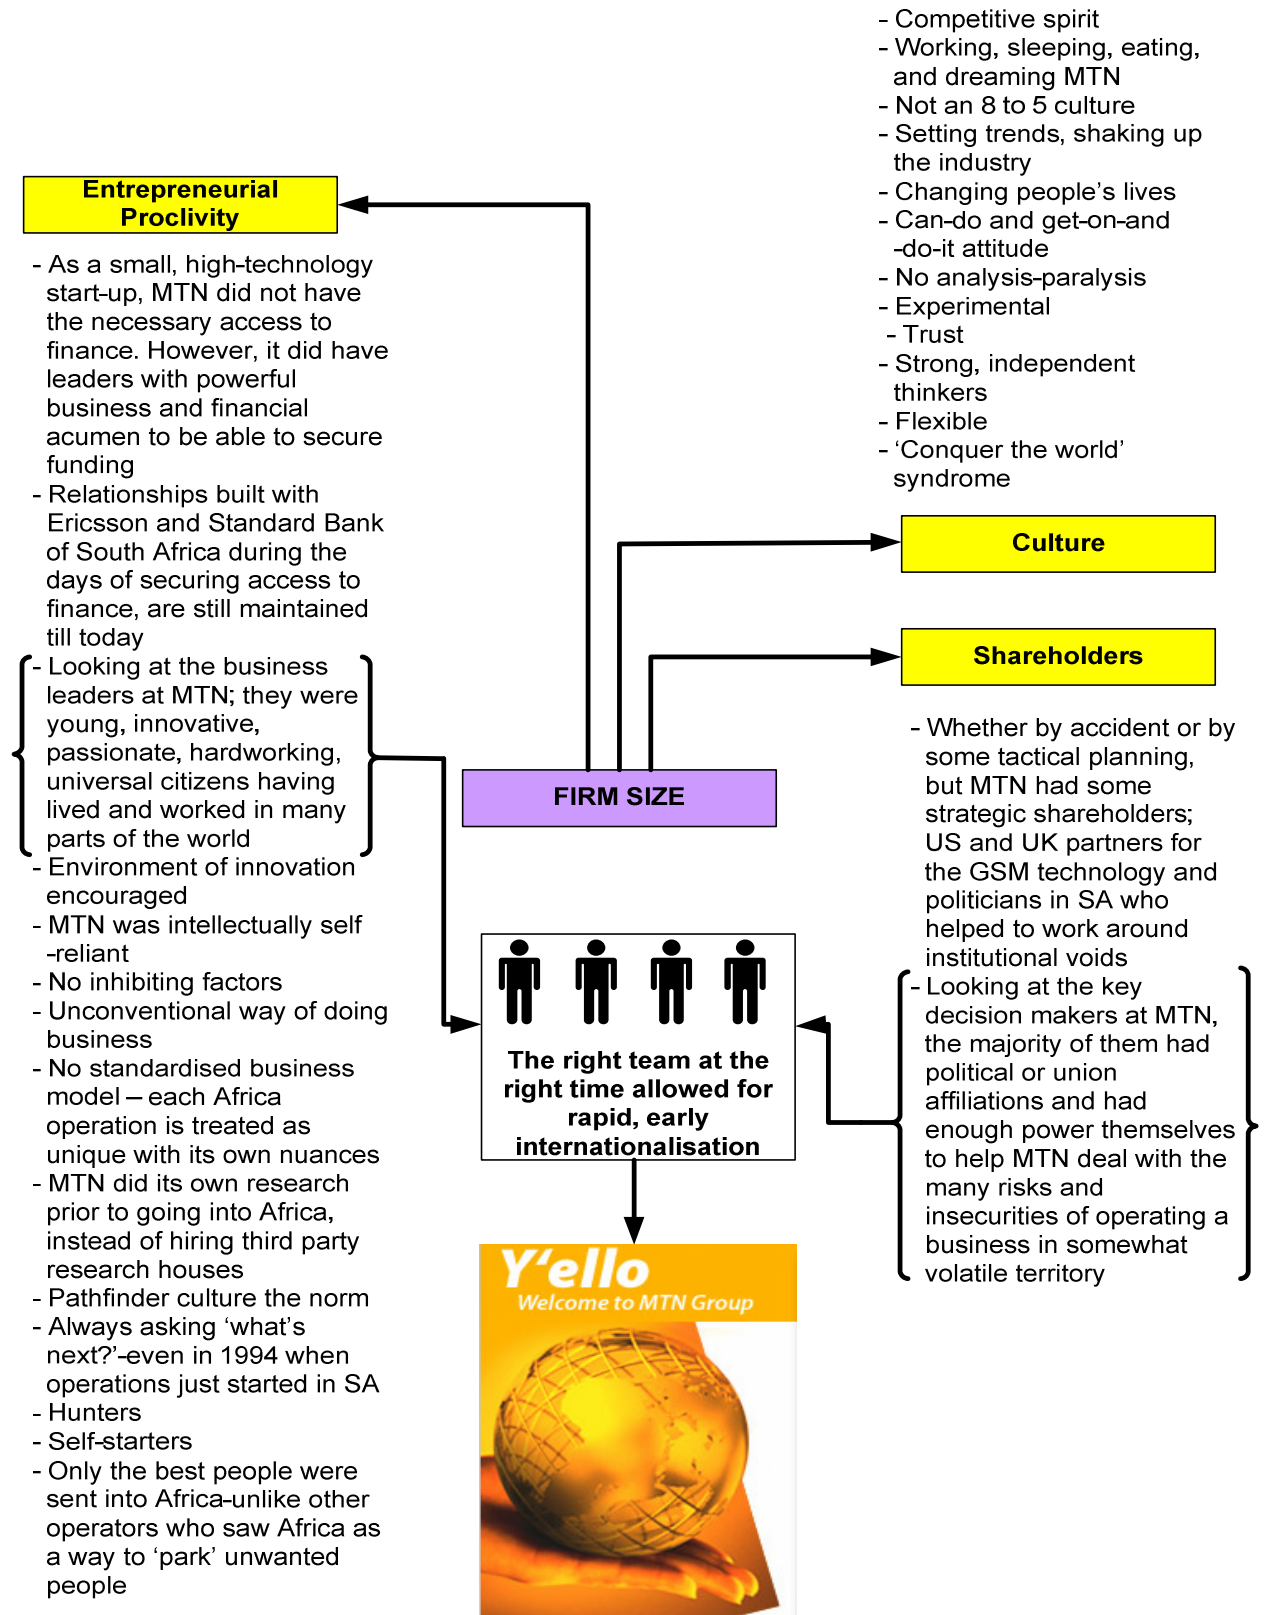 - Competitive spirit
- Working, sleeping, eating,
and dreaming MTN
- Not an 8 to 5 culture
- Setting trends, shaking up
the industry
- Changing people's lives
- Can-do and get-on-and
-do-it attitude
- No analysis-paralysis
- Experimental
- Trust
- Strong, independent
thinkers
- Flexible
- ‘Conquer the world’
syndrome
Entrepreneurial
Proclivity
- As a small, high-technology
start-up, MTN did not have
the necessary access to
finance. However, it did have
leaders with powerful
business and financial
acumen to be able to secure
funding
- Relationships built with
Ericsson and Standard Bank
of South Africa during the
days of securing access to
finance, are still maintained
till today
- Looking at the business
leaders at MTN; they were
young, innovative,
passionate, hardworking,
universal citizens having
lived and worked in many
parts of the world
- Environment of innovation
encouraged
- MTN was intellectually self
-reliant
- No inhibiting factors
- Unconventional way of doing
business
- No standardised business
model – each Africa
operation is treated as
unique with its own nuances
- MTN did its own research
prior to going into Africa,
instead of hiring third party
research houses
- Pathfinder culture the norm
- Always asking ‘what’s
next?’-even in 1994 when
operations just started in SA
- Hunters
- Self-starters
- Only the best people were
sent into Africa-unlike other
operators who saw Africa as
a way to ‘park’ unwanted
people
Culture
Shareholders
- Whether by accident or by
some tactical planning,
but MTN had some
strategic shareholders;
US and UK partners for
the GSM technology and
politicians in SA who
helped to work around
institutional voids
- Looking at the key
decision makers at MTN,
the majority of them had
political or union
affiliations and had
enough power themselves
to help MTN deal with the
many risks and
insecurities of operating a
business in somewhat
volatile territory
FIRM SIZE
The right team at the
right time allowed for
rapid, early
internationalisation
Y‘ello
Welcome to MTN Group